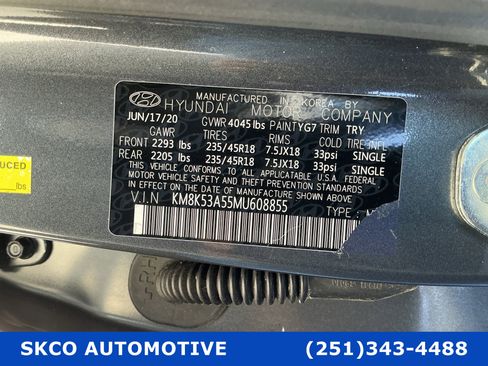 MANUFACTURED IN KOREA BY
HYUNDAI MOTOR COMPANY
JUN/17/20 GVWR 4045 lbs PAINT YG7 TRIM TRY
GAWR TIRES RIMS COLD TIRE INFL
FRONT 2293 lbs 235/45R18 7.5JX18 33psi SINGLE
REAR 2205 lbs 235/45R18 7.5JX18 33psi SINGLE
THIS VEHICLE CONFORMS TO ALL APPLICABLE U.S. FEDERAL
MOTOR VEHICLE SAFETY, BUMPER, AND THEFT PREVENTION
STANDARDS IN EFFECT ON THE DATE OF MANUFACTURE SHOWN ABOVE
V.I.N KM8K53A55MU608855 TYPE:
lbs
SKCO AUTOMOTIVE (251)343-4488